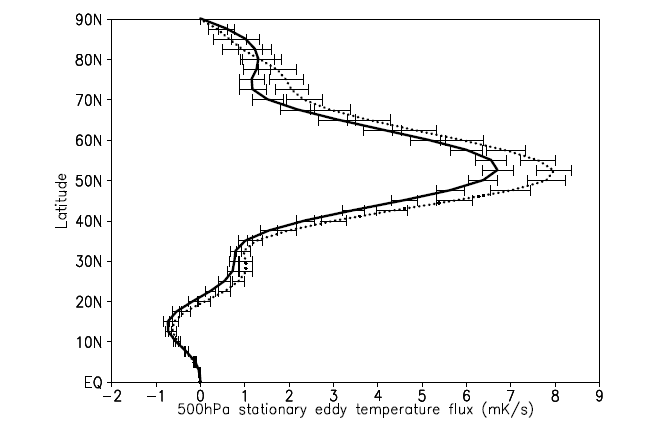 90N
80N
70N
60N
50N
40N
30N
20N
10N
EQ
Latitude
-2 -1 0 1 2 3 4 5 6 7 8 9
500hPa stationary eddy temperature flux (mK/s)